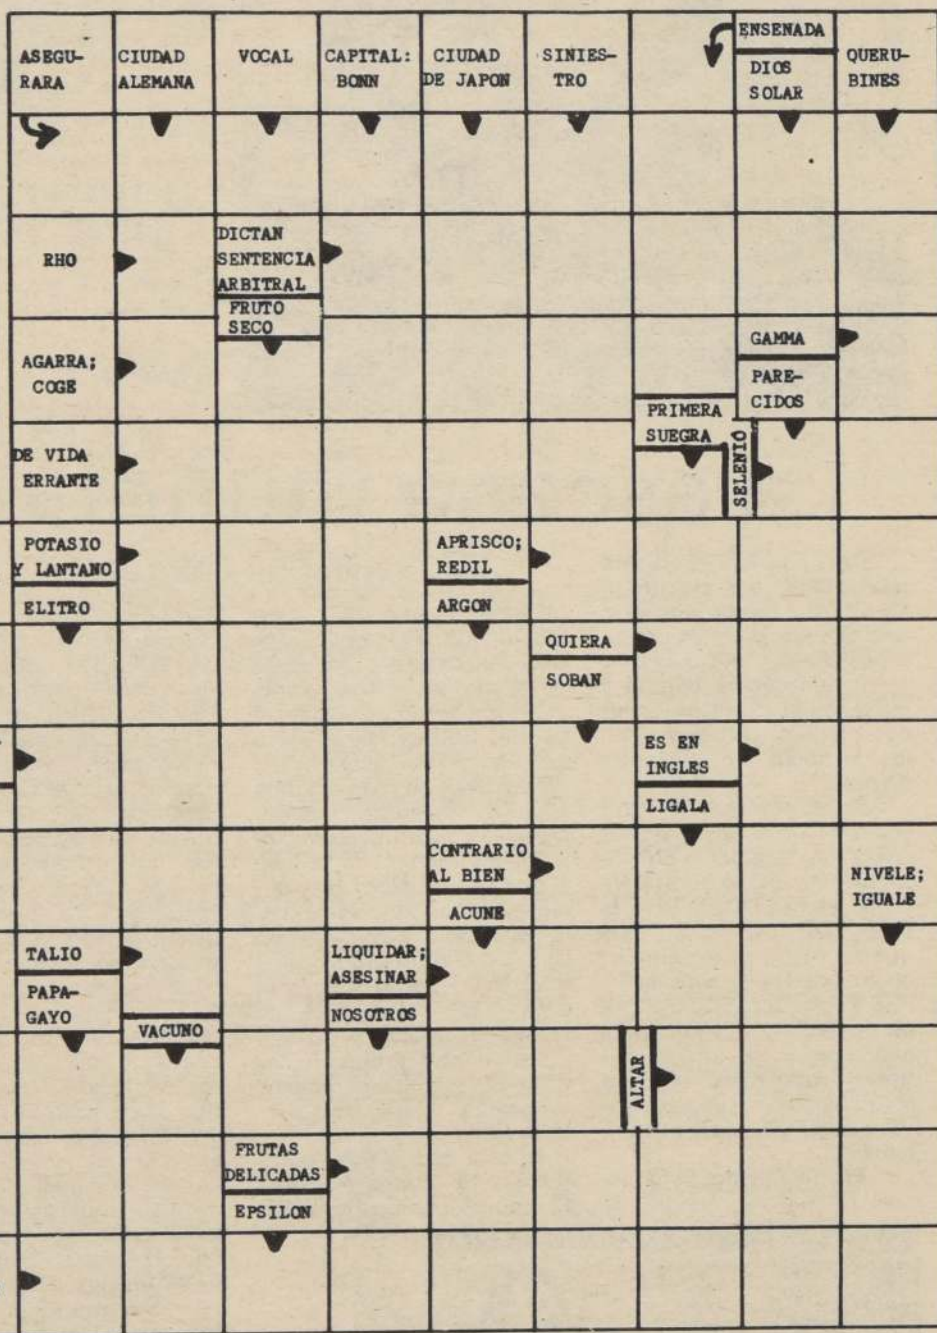 ASEGU-
RARA
CIUDAD
ALEMANA
VOCAL
CAPITAL:
BONN
CIUDAD
DE JAPON
SINIES-
TRO
ENSENADA
DIOS
SOLAR
QUERU-
BINES
RHO
DICTAN
SENTENCIA
ARBITRAL
FRUTO
SECO
AGARRA;
COGE
GAMMA
PARE-
CIDOS
PRIMERA
SUEGRA
SELENIO
DE VIDA
ERRANTE
POTASIO
Y LANTANO
ELITRO
APRISCO;
REDIL
ARGON
QUIERA
SOBAN
ES EN
INGLES
LIGALA
CONTRARIO
AL BIEN
ACUNE
NIVELE;
IGUALE
TALIO
PAPA-
GAYO
VACUNO
LIQUIDAR;
ASESINAR
NOSOTROS
ALTAR
FRUTAS
DELICADAS
EPSILON